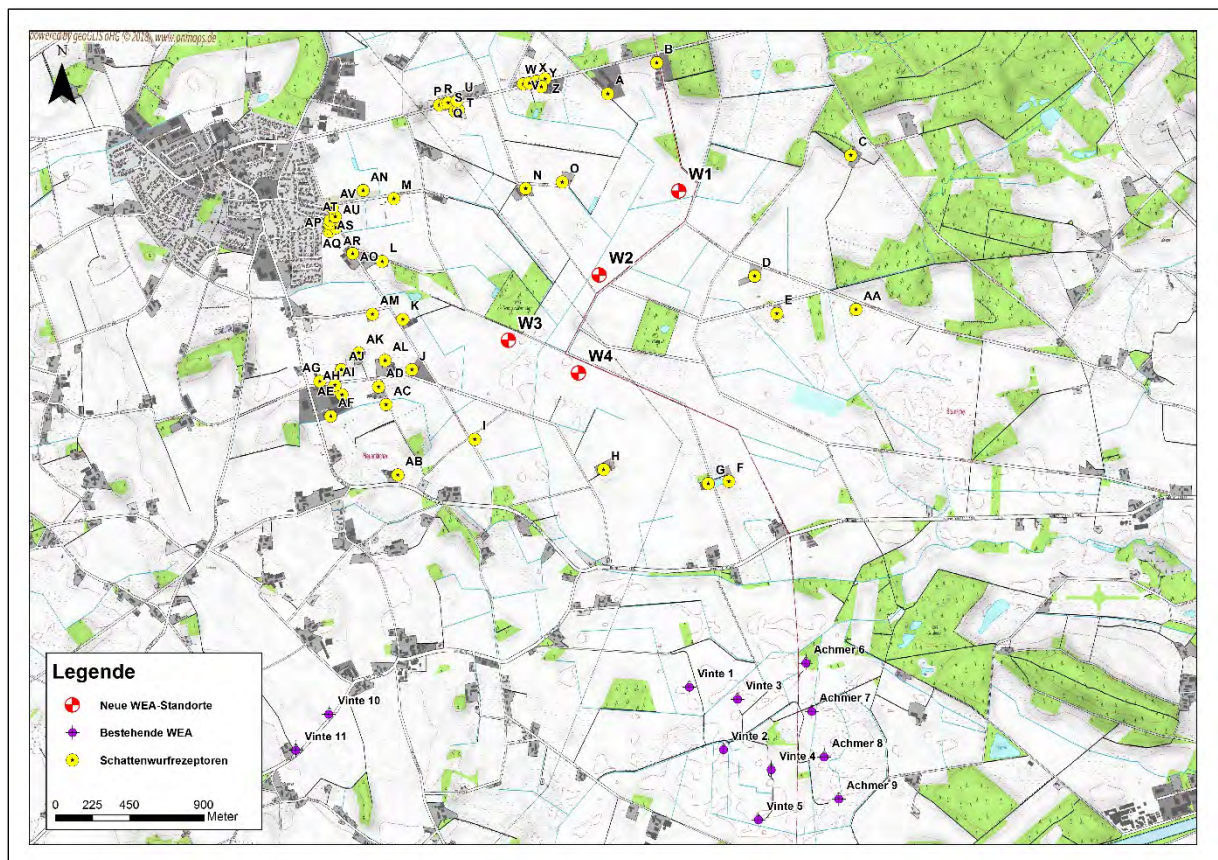 powered by geoGLIS oHG (© 2018), www.onmaps.de
N
B
W X Y
A
V Z
P R U
S T
Q
C
AN
AV M
N O
W1
AT AU
AP AS
AQ
AR
AO L
W2
D
AM
K
E AA
W3
AK
AJ AL
W4
AG AH AI J
AE AD
AF AC
I
AB
H
G F
Achmer 6
Vinte 1
Vinte 3
Achmer 7
Vinte 10
Vinte 2
Achmer 8
Vinte 11
Vinte 4
Achmer 9
Vinte 5
Legende
Neue WEA-Standorte
Bestehende WEA
Schattenwurfrezeptoren
0 225 450 900
Meter